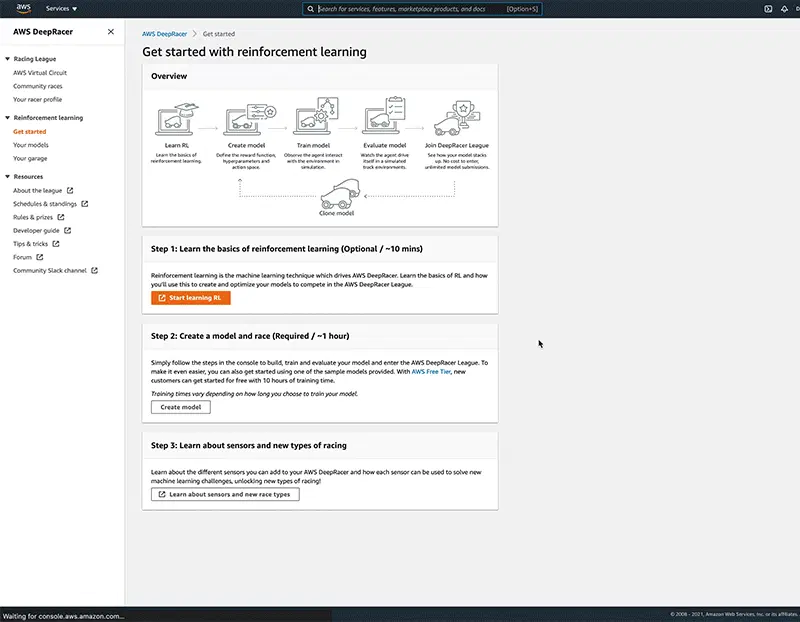 aws
Services ▼
Search for services, features, marketplace products, and docs
[Option+S]
AWS DeepRacer
AWS DeepRacer > Get started
Get started with reinforcement learning
Racing League
AWS Virtual Circuit
Community races
Your racer profile
Reinforcement learning
Get started
Your models
Your garage
Resources
About the league
Schedules & standings
Rules & prizes
Developer guide
Tips & tricks
Forum
Community Slack channel
Overview
Learn RL
Learn the basics of
reinforcement learning.
Create model
Define the reward function,
hyperparameters and
action space.
Train model
Observe the agent interact
with the environment in
simulation.
Evaluate model
Watch the agent drive
itself in a simulated
track environments.
Join DeepRacer League
See how your model stacks
up. No cost to enter,
unlimited model submissions.
Clone model
Step 1: Learn the basics of reinforcement learning (Optional / ~10 mins)
Reinforcement learning is the machine learning technique which drives AWS DeepRacer. Learn the basics of RL and how
you'll use this to create and optimize your models to compete in the AWS DeepRacer League.
Start learning RL
Step 2: Create a model and race (Required / ~1 hour)
Simply follow the steps in the console to build, train and evaluate your model and enter the AWS DeepRacer League. To
make it even easier, you can also get started using one of the sample models provided. With AWS Free Tier, new
customers can get started for free with 10 hours of training time.
Training times vary depending on how long you choose to train your model.
Create model
Step 3: Learn about sensors and new types of racing
Learn about the different sensors you can add to your AWS DeepRacer and how each sensor can be used to solve new
machine learning challenges, unlocking new types of racing!
Learn about sensors and new race types
Waiting for console.aws.amazon.com...
© 2008 - 2021, Amazon Web Services, Inc. or its affiliates.